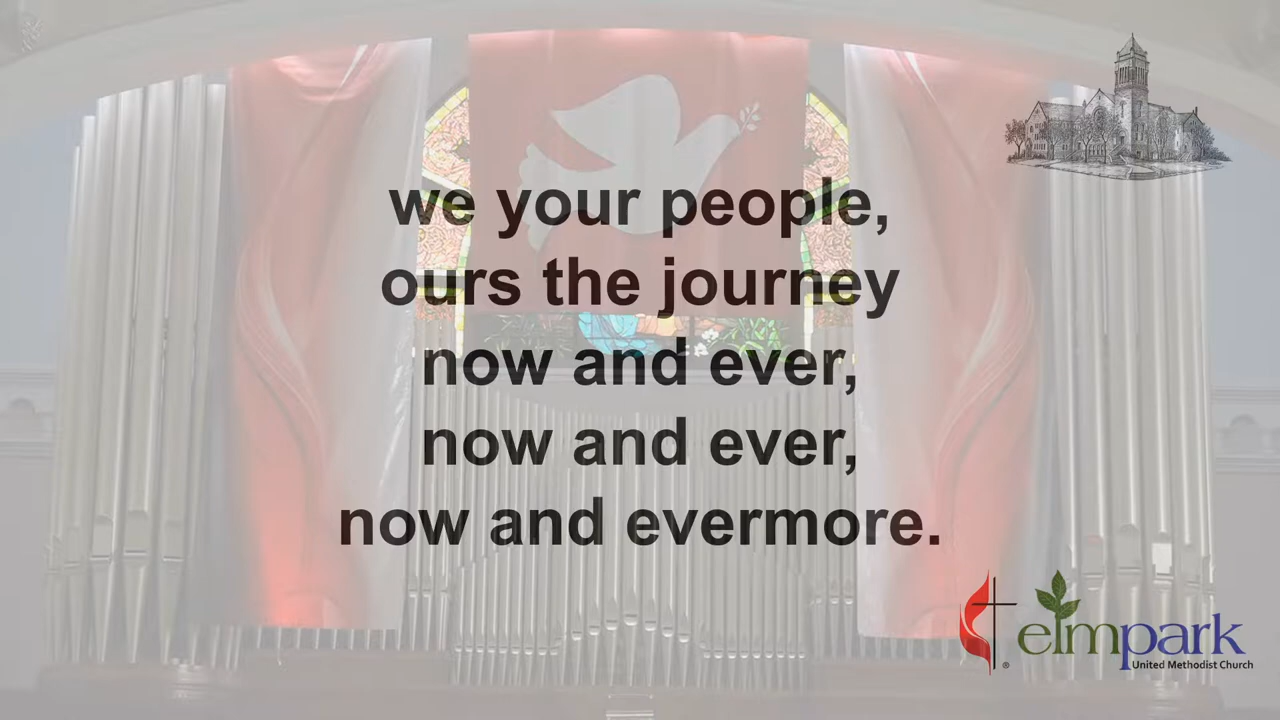 we your people,
ours the journey
now and ever,
now and ever,
now and evermore.
elmpark
United Methodist Church
®